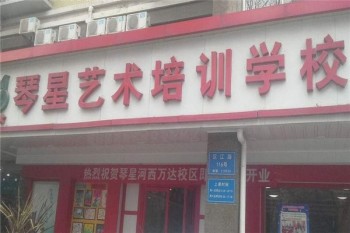 琴星艺术培训学校
热烈祝贺琴星河西万达校区
开业